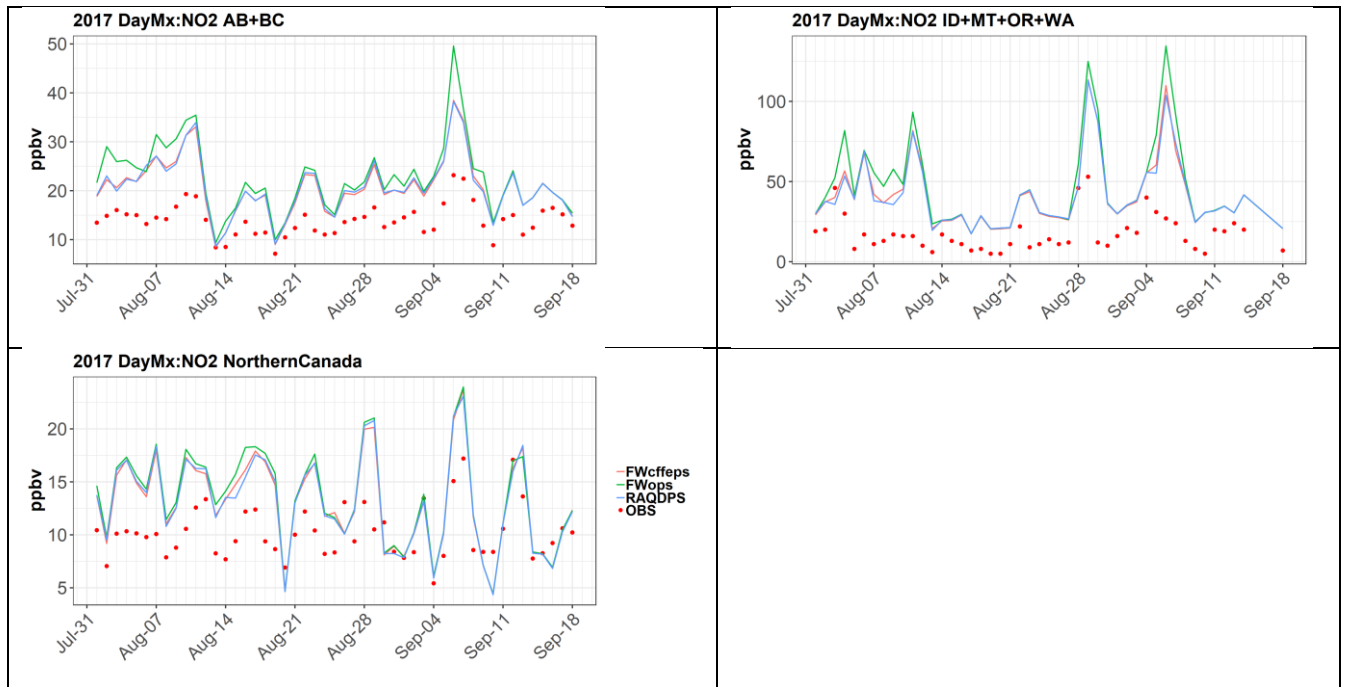 2017 DayMx:NO2 AB+BC
ppbv
50
40
30
20
10
Jul-31
Aug-07
Aug-14
Aug-21
Aug-28
Sep-04
Sep-11
Sep-18
2017 DayMx:NO2 ID+MT+OR+WA
ppbv
100
50
0
Jul-31
Aug-07
Aug-14
Aug-21
Aug-28
Sep-04
Sep-11
Sep-18
2017 DayMx:NO2 NorthernCanada
ppbv
20
15
10
5
Jul-31
Aug-07
Aug-14
Aug-21
Aug-28
Sep-04
Sep-11
Sep-18
FWcffeps
FWops
RAQDPS
OBS